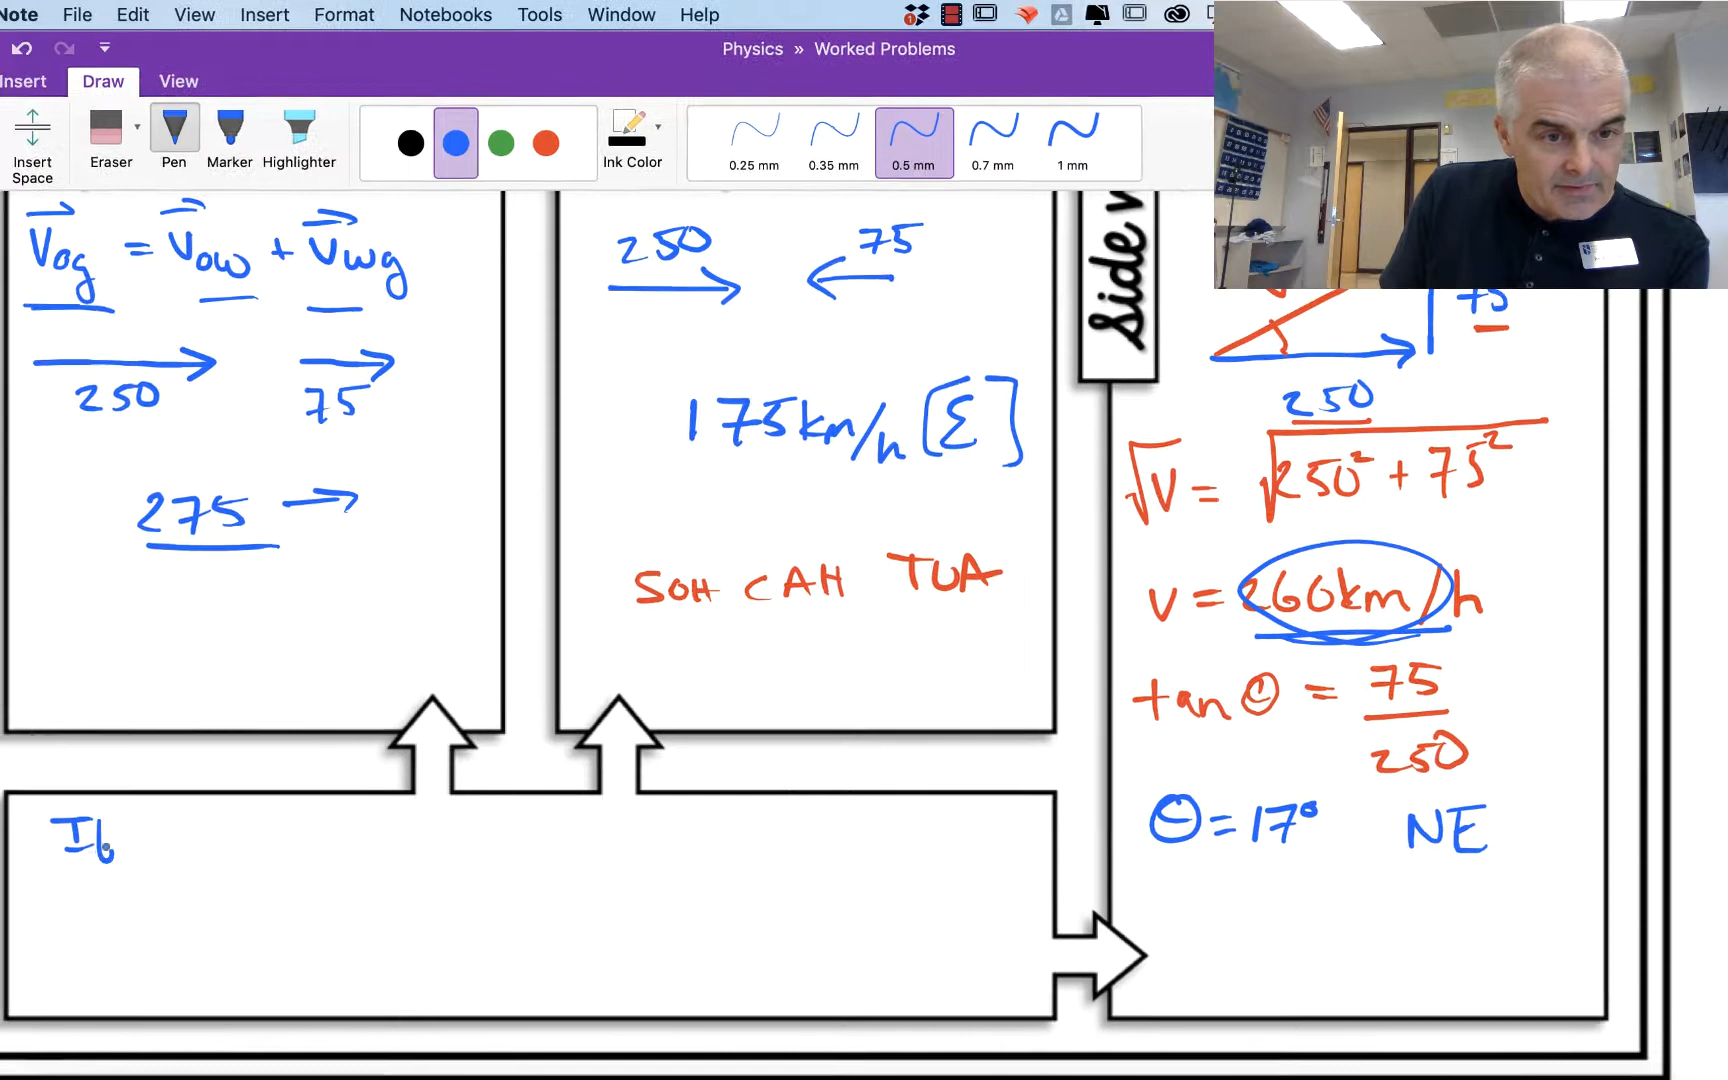 Note File Edit View Insert Format Notebooks Tools Window Help
Physics » Worked Problems
Insert Draw View
Insert Space
Eraser
Pen
Marker
Highlighter
Ink Color
0.25 mm
0.35 mm
0.5 mm
0.7 mm
1 mm
Vog = Vow + Vwg
250 75
275
250 75
175km/h [E]
SOH CAH TOA
Side
75
250
√V = √250² + 75²
V = 260km/h
tan Θ = 75
250
Θ = 17° NE